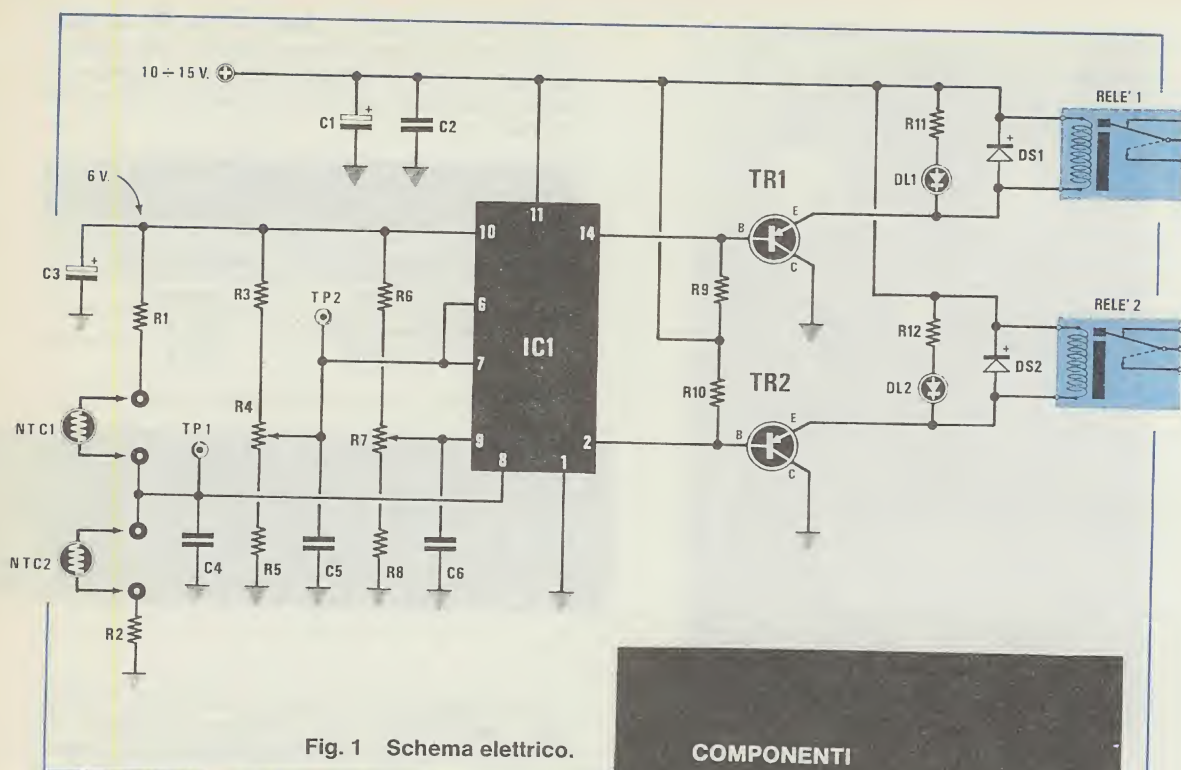 10 ÷ 15 V.
C1
+
C2
R11
DL1
+
DS1
RELE' 1
6 V.
TR1
B
E
C
11
10
14
6
7
IC1
9
8
1
2
C3
+
R1
R3
TP2
R6
R9
R10
R12
DL2
+
DS2
RELE' 2
TR2
B
E
C
NTC1
R4
R7
TP1
NTC2
C4
R5
C5
R8
C6
R2
Fig. 1 Schema elettrico.
COMPONENTI